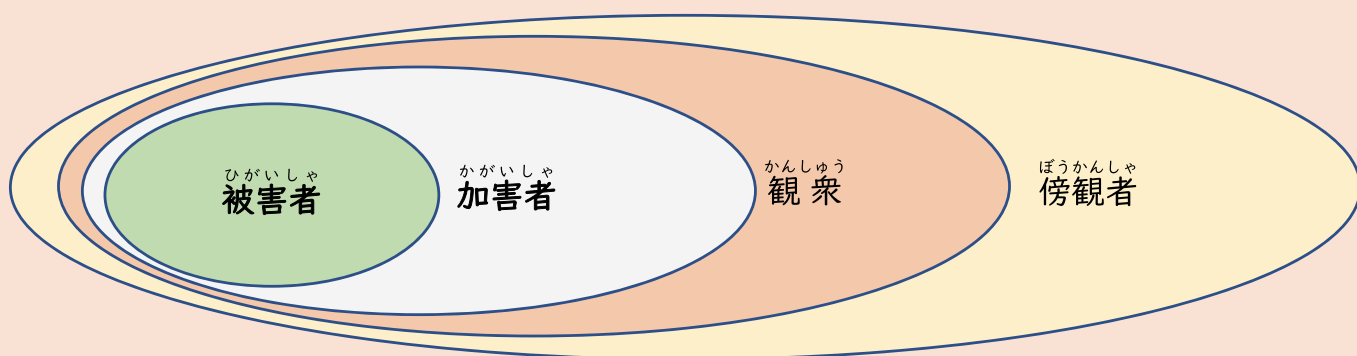 ひがいしゃ
被害者
かがいしゃ
加害者
かんしゅう
観衆
ぼうかんしゃ
傍観者